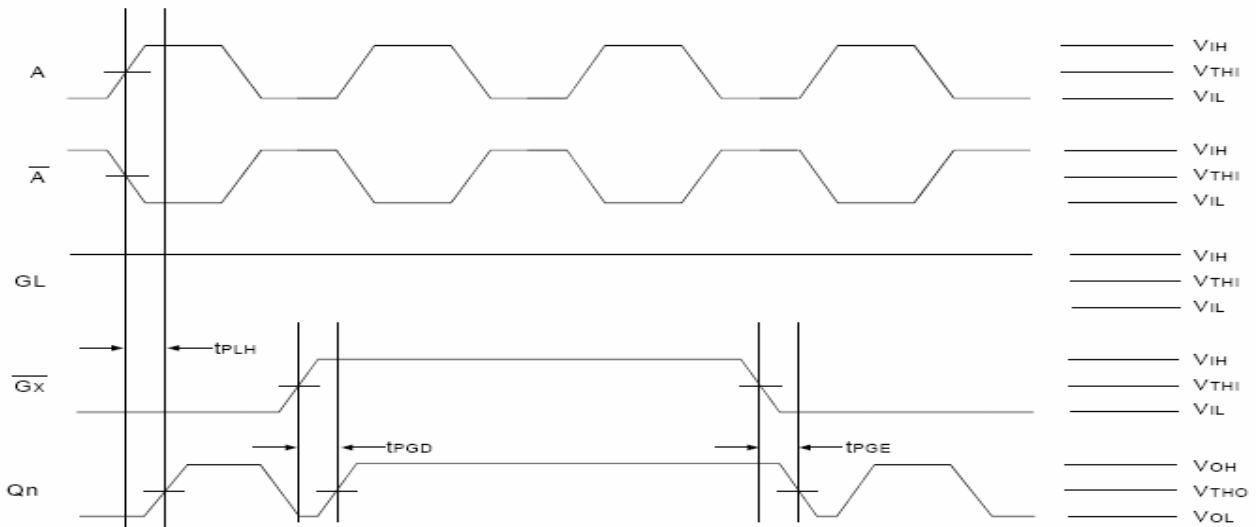 A
VIH
VTHI
VIL
A
VIH
VTHI
VIL
GL
VIH
VTHI
VIL
tPLH
Gx
VIH
VTHI
VIL
tPGD
tPGE
Qn
VOH
VTHO
VOL